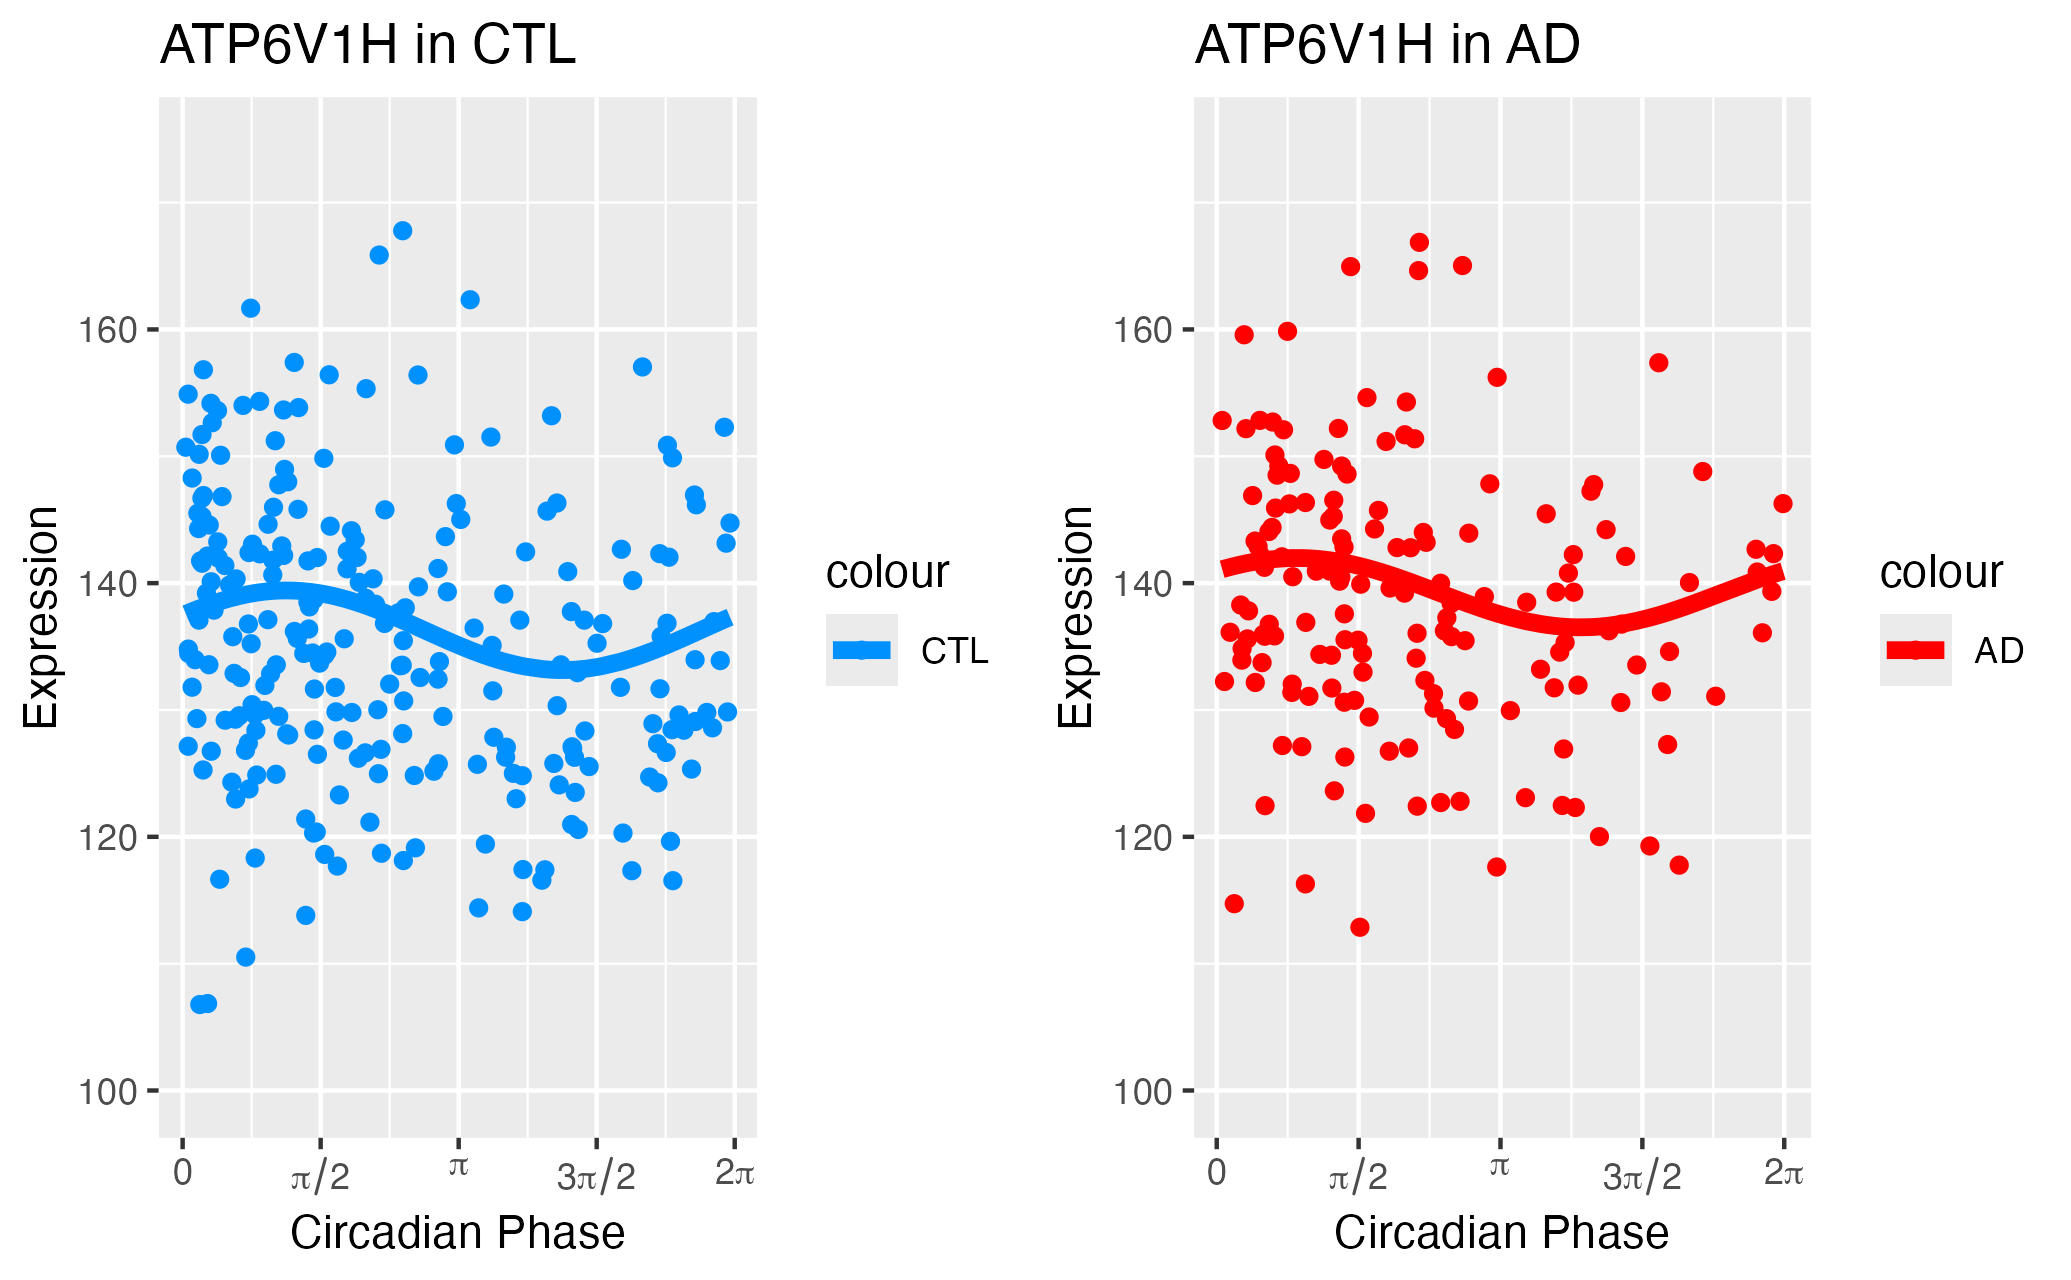 ATP6V1H in CTL
Expression
160
140
120
100
0 π/2 π 3π/2 2π
Circadian Phase
colour
CTL
ATP6V1H in AD
Expression
160
140
120
100
0 π/2 π 3π/2 2π
Circadian Phase
colour
AD